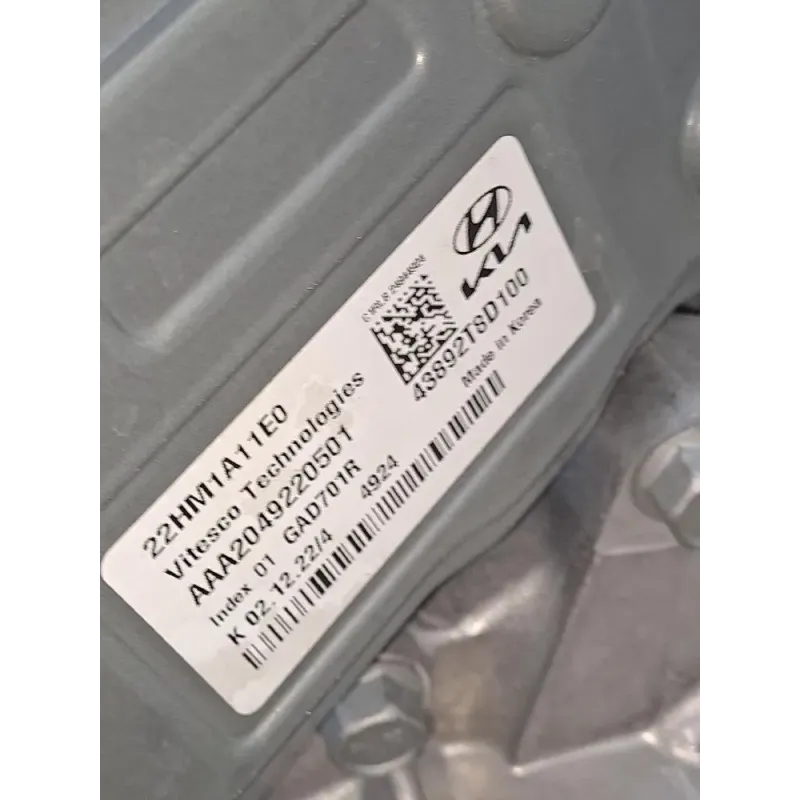 22HM1A11E0
Vitesco Technologies
AAA2049220501
Index 01 GAD701R
K 02.12.22/4 4924
KIA
43892T8D100
Made in Korea